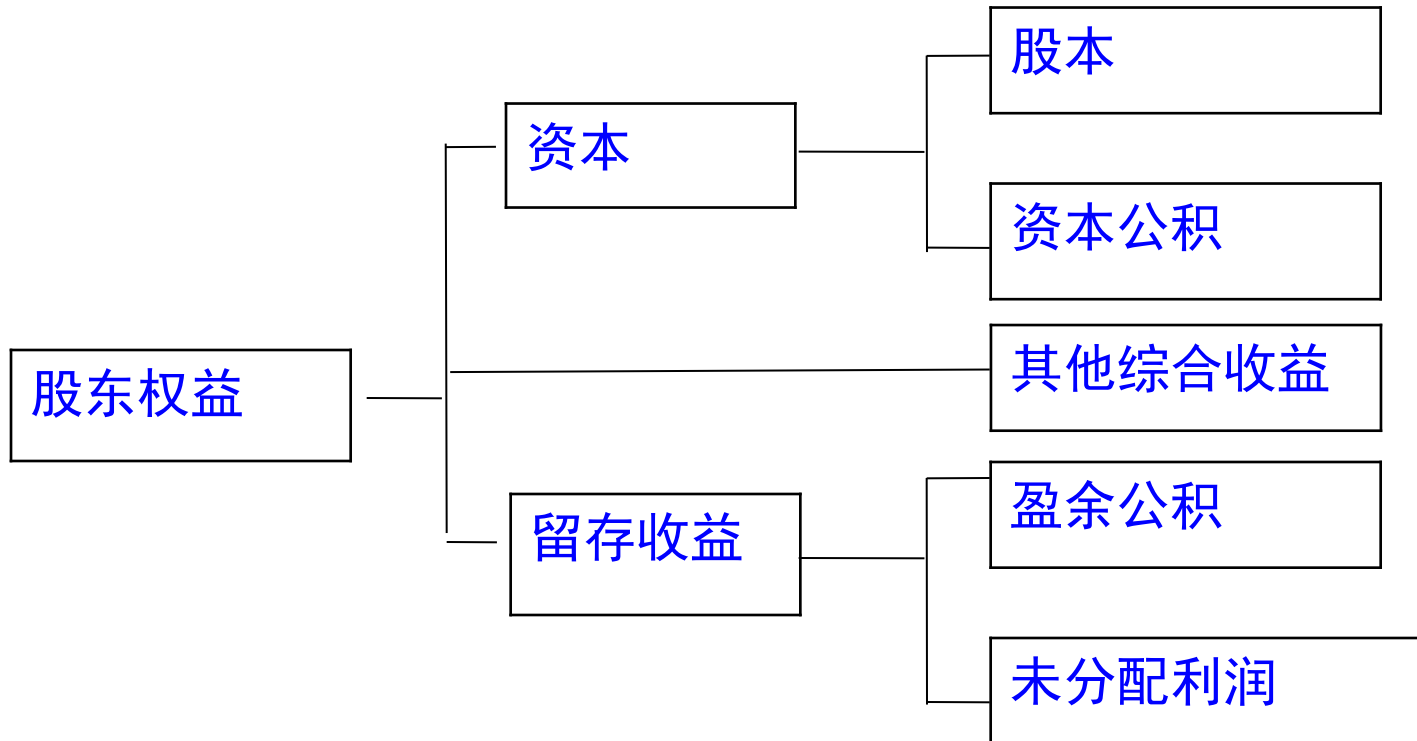 股东权益
资本
股本
资本公积
其他综合收益
留存收益
盈余公积
未分配利润